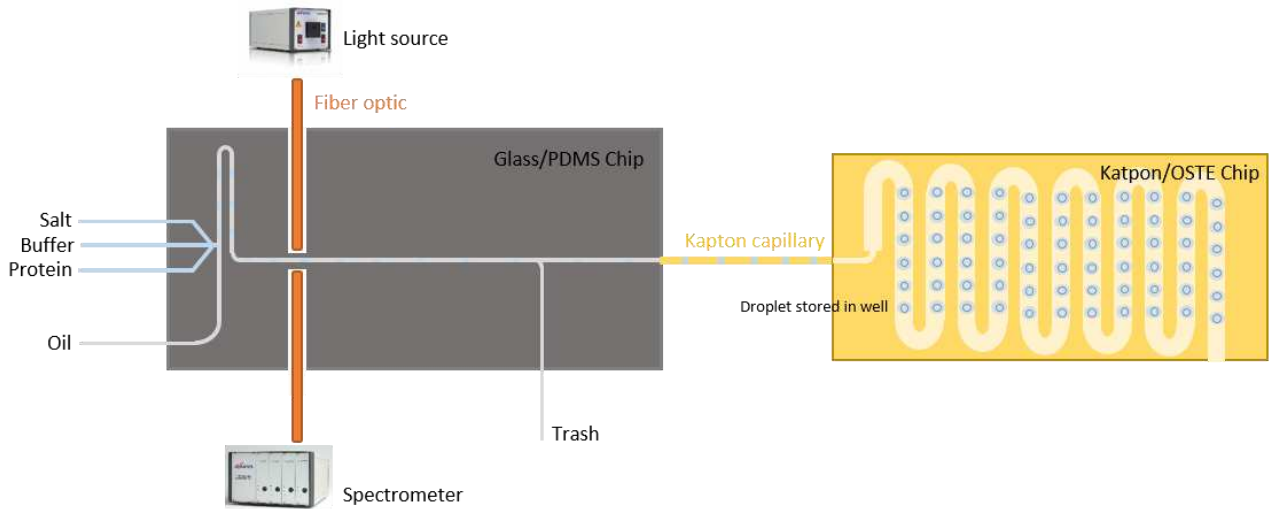 Light source
Fiber optic
Glass/PDMS Chip
Katpon/OSTE Chip
Salt
Buffer
Protein
Kapton capillary
Droplet stored in well
Oil
Trash
Spectrometer